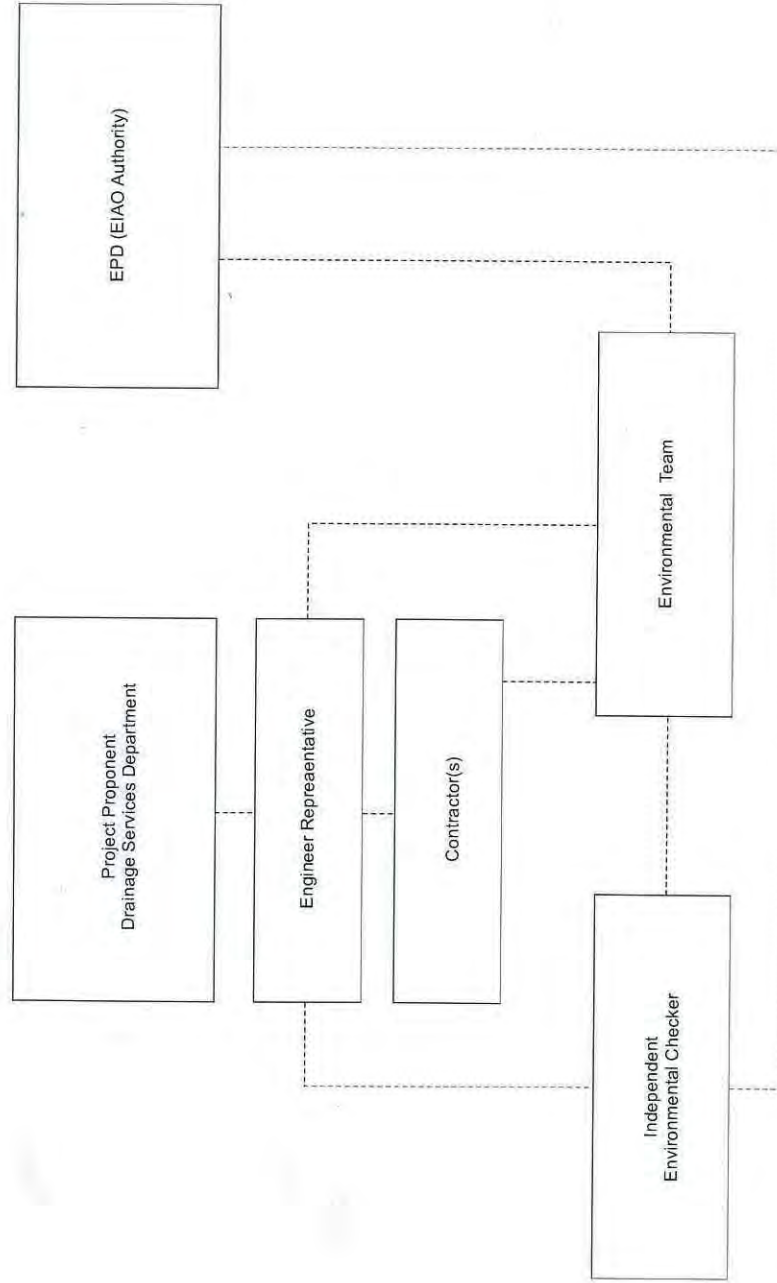 Project Proponent
Drainage Services Department
EPD (EIAO Authority)
Engineer Repreaentative
Contractor(s)
Independent
Environmental Checker
Environmental Team